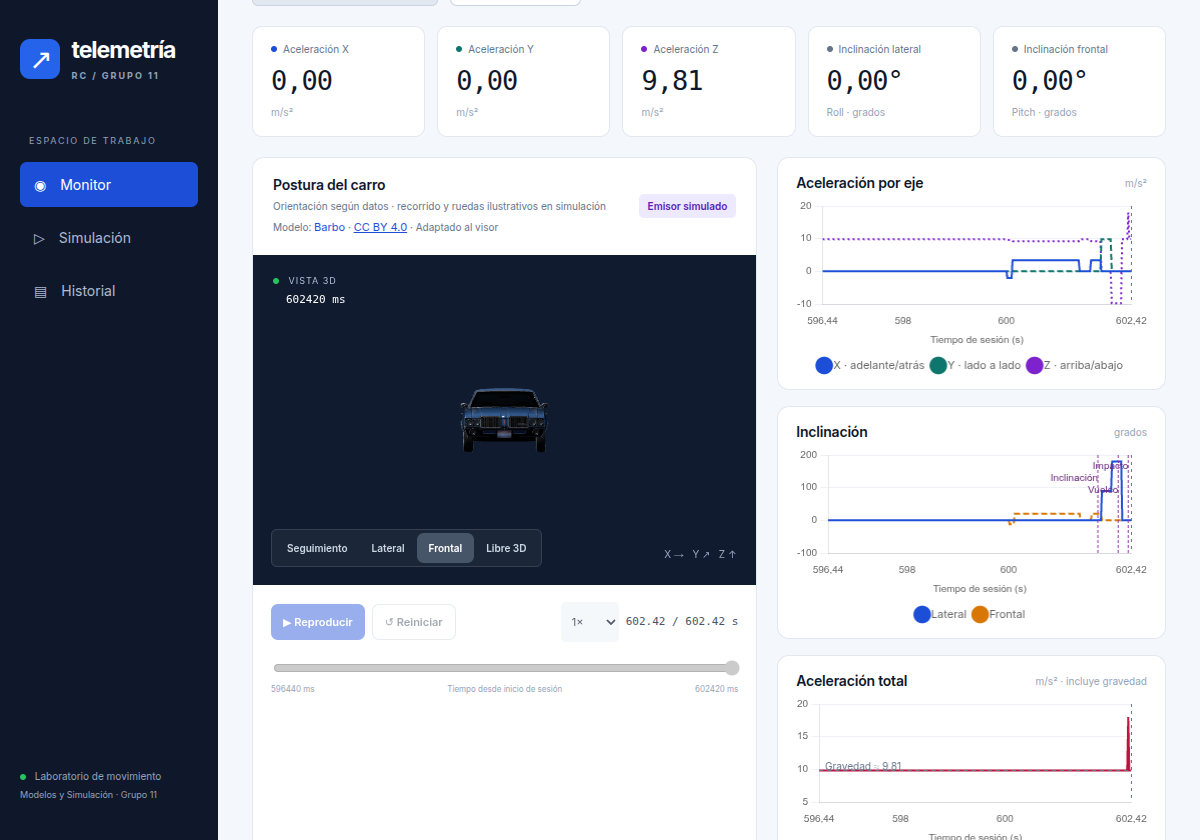 telemetría
RC / GRUPO 11
ESPACIO DE TRABAJO
Monitor
Simulación
Historial
Laboratorio de movimiento
Modelos y Simulación · Grupo 11
Aceleración X
0,00
m/s²
Aceleración Y
0,00
m/s²
Aceleración Z
9,81
m/s²
Inclinación lateral
0,00°
Roll · grados
Inclinación frontal
0,00°
Pitch · grados
Postura del carro
Orientación según datos · recorrido y ruedas ilustrativos en simulación
Modelo: Barbo · CC BY 4.0 · Adaptado al visor
Emisor simulado
VISTA 3D
602420 ms
Seguimiento Lateral Frontal Libre 3D
X → Y ↗ Z ↑
▶ Reproducir
↺ Reiniciar
1×
602.42 / 602.42 s
596440 ms
Tiempo desde inicio de sesión
602420 ms
Aceleración por eje
m/s²
20
10
0
-10
596,44 598 600 602,42
Tiempo de sesión (s)
X · adelante/atrás Y · lado a lado Z · arriba/abajo
Inclinación
grados
200
100
0
-100
Impacto
Inclinación
Vuelco
596,44 598 600 602,42
Tiempo de sesión (s)
Lateral Frontal
Aceleración total
m/s² · incluye gravedad
20
15
10
5
Gravedad ≈ 9,81
596,44 598 600 602,42
Tiempo de sesión (s)